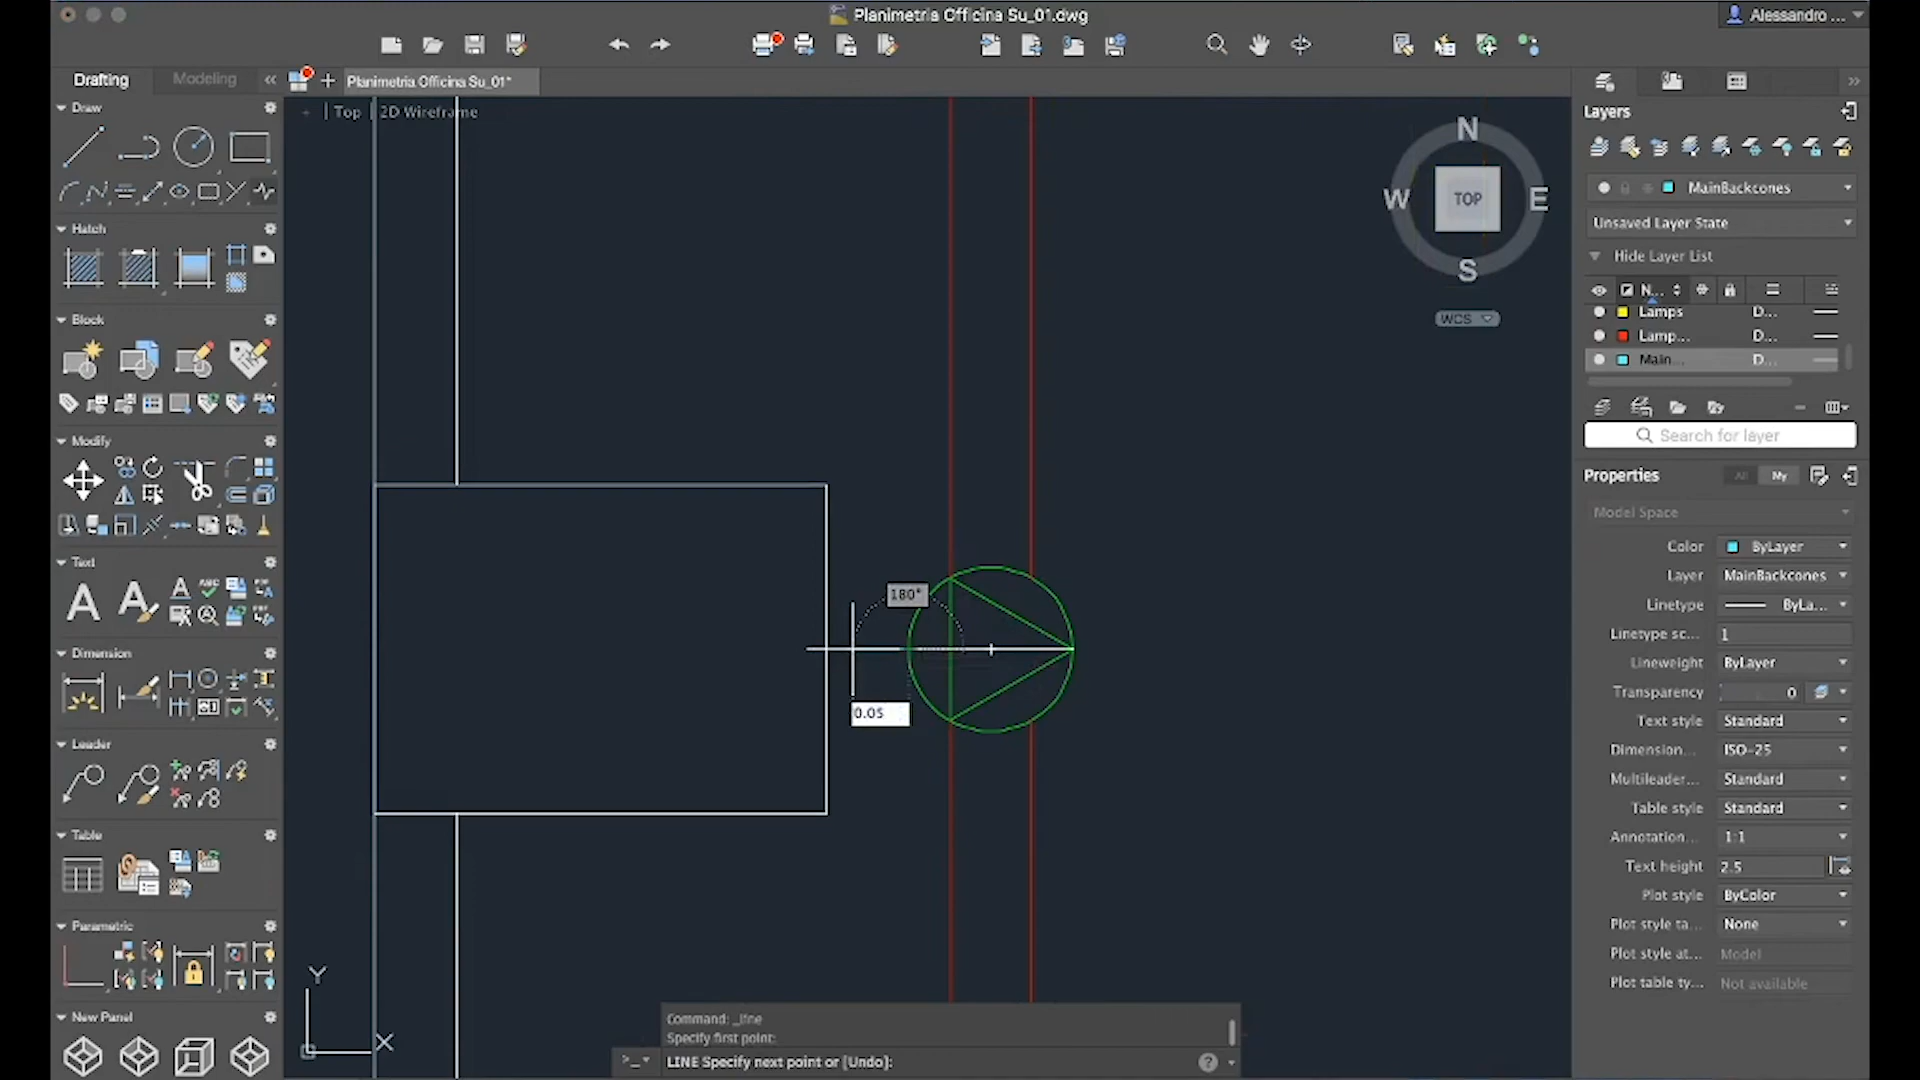 Planimetria Officina Su_01.dwg
Alessandro ...
Drafting
Modeling
Planimetria Officina Su_01*
Top
2D Wireframe
Draw
Hatch
Block
Modify
Text
Dimension
Leader
Table
Parametric
New Panel
N
W
TOP
E
S
WCS
180°
0.05
Y
X
Command: _line
Specify first point:
LINE Specify next point or [Undo]:
Layers
MainBackcones
Unsaved Layer State
Hide Layer List
N...
Lamps D...
Lamp... D...
Main... D...
Search for layer
Properties
All
My
Model Space
Color ByLayer
Layer MainBackcones
Linetype ByLa...
Linetype sc... 1
Lineweight ByLayer
Transparency 0
Text style Standard
Dimension... ISO-25
Multileader... Standard
Table style Standard
Annotation... 1:1
Text height 2.5
Plot style ByColor
Plot style ta... None
Plot style at... Model
Plot table ty... Not available